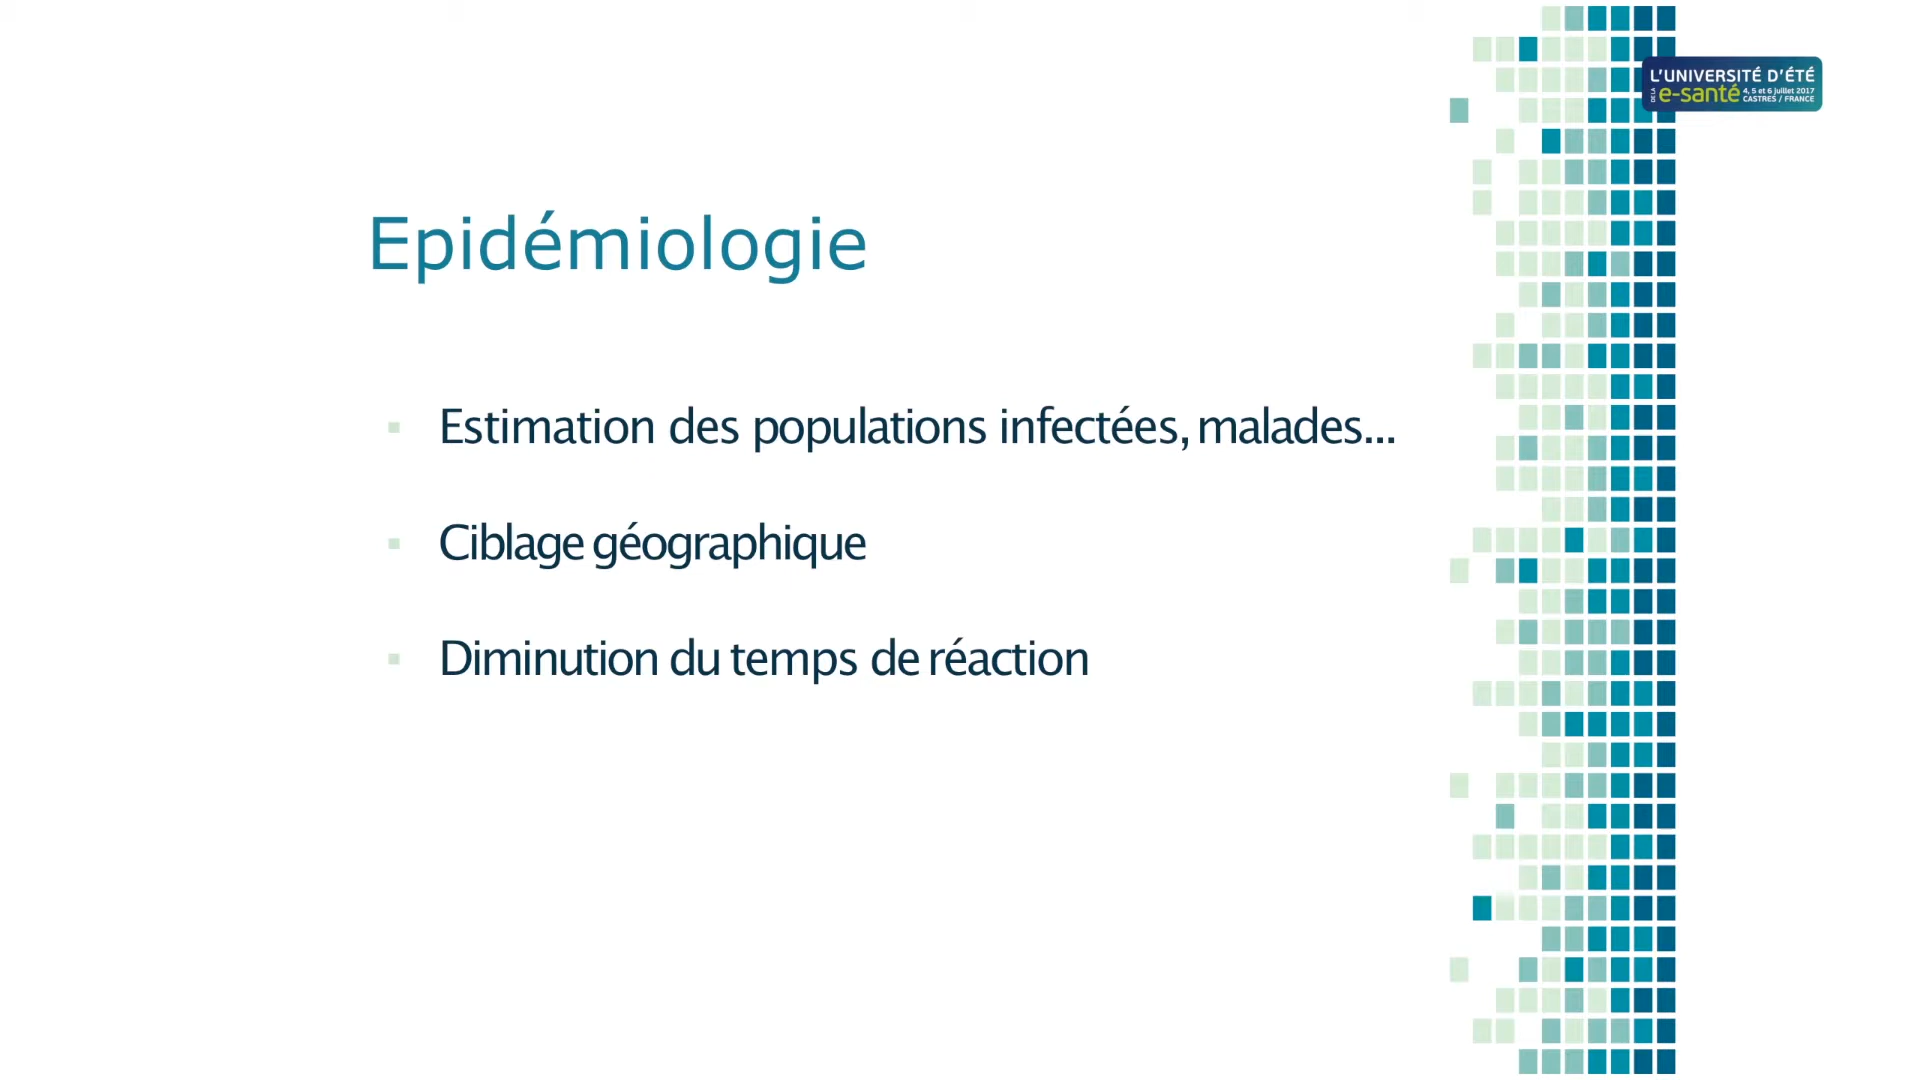 L'UNIVERSITÉ D'ÉTÉ
DE LA e-santé 4, 5 et 6 juillet 2017
CASTRES / FRANCE
Epidémiologie
Estimation des populations infectées, malades...
Ciblage géographique
Diminution du temps de réaction